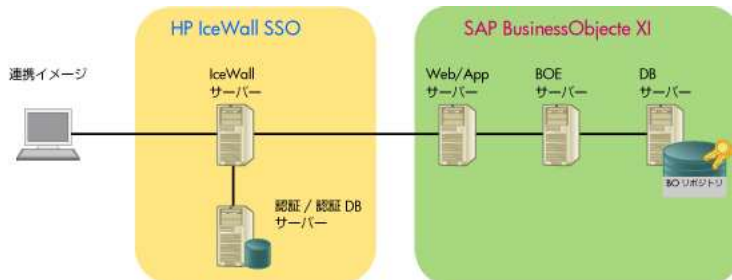 HP IceWall SSO
SAP BusinessObjecte XI
連携イメージ
IceWall
サーバー
Web/App
サーバー
BOE
サーバー
DB
サーバー
BO リポジトリ
認証 / 認証 DB
サーバー